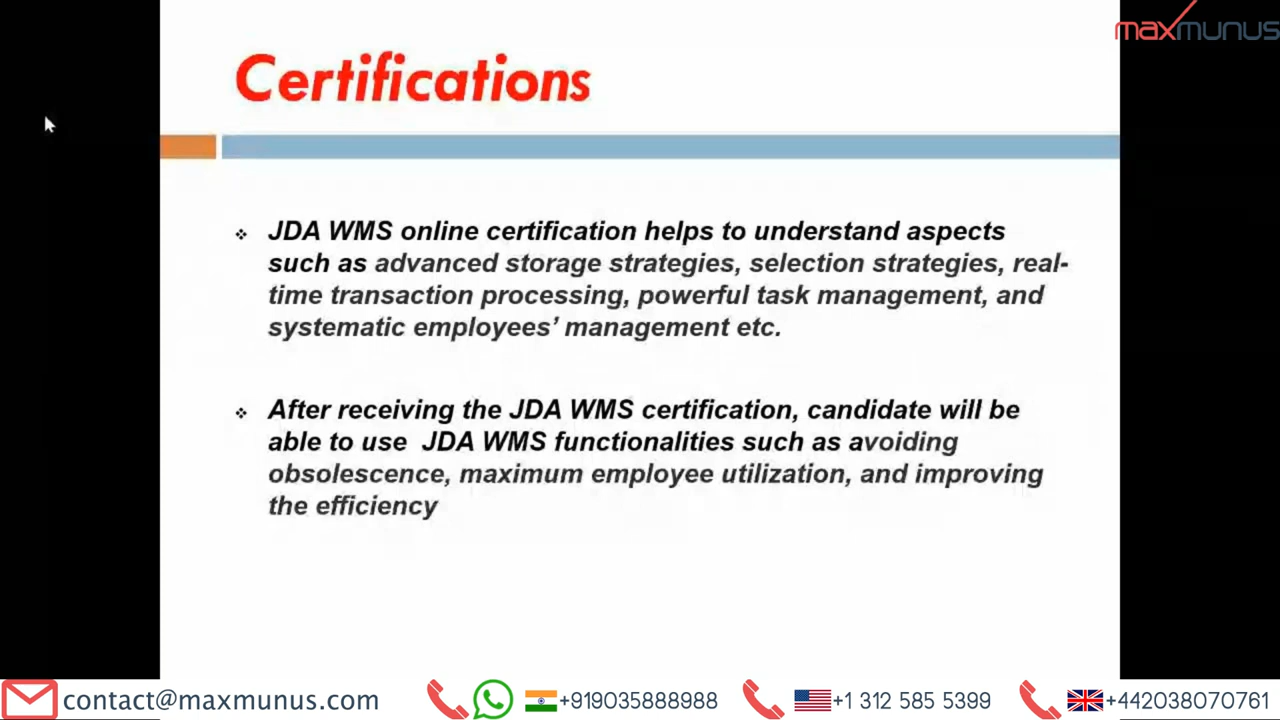 maxmunus
Certifications
JDA WMS online certification helps to understand aspects
such as advanced storage strategies, selection strategies, real-
time transaction processing, powerful task management, and
systematic employees’ management etc.
After receiving the JDA WMS certification, candidate will be
able to use JDA WMS functionalities such as avoiding
obsolescence, maximum employee utilization, and improving
the efficiency
contact@maxmunus.com +919035888988 +1 312 585 5399 +442038070761